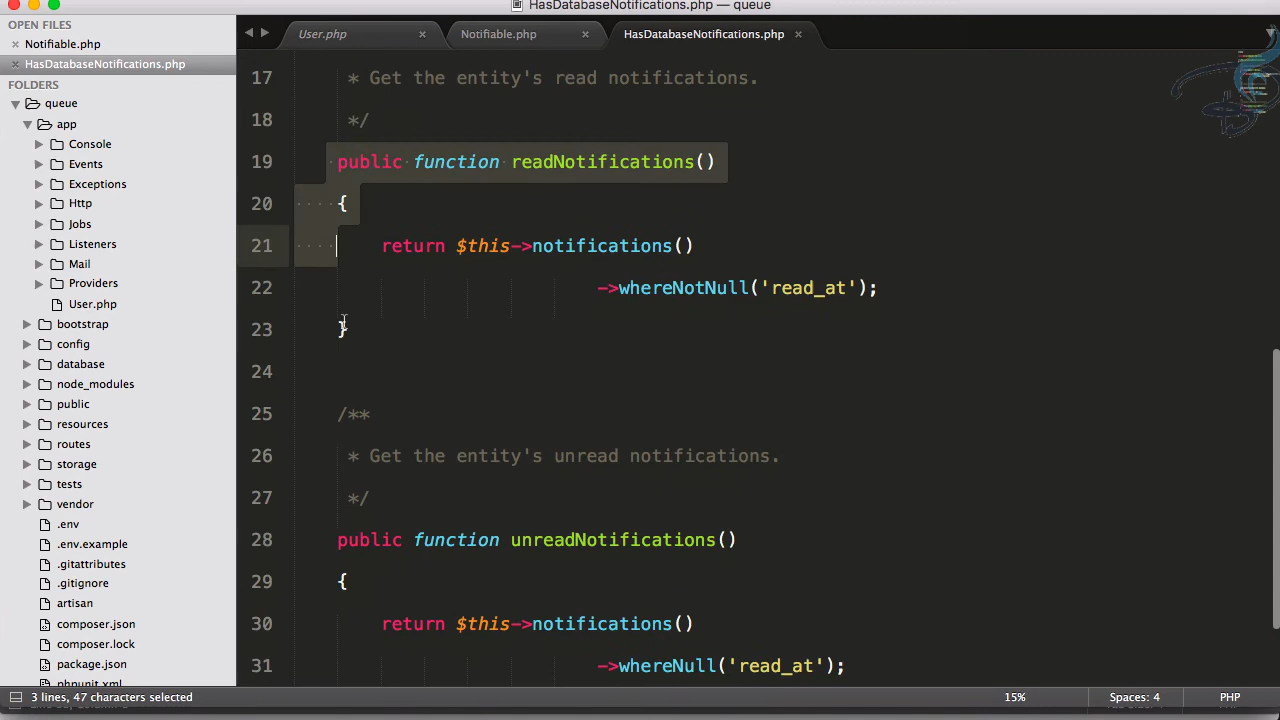 HasDatabaseNotifications.php — queue
OPEN FILES
× Notifiable.php
× HasDatabaseNotifications.php
FOLDERS
queue
app
Console
Events
Exceptions
Http
Jobs
Listeners
Mail
Providers
User.php
bootstrap
config
database
node_modules
public
resources
routes
storage
tests
vendor
.env
.env.example
.gitattributes
.gitignore
artisan
composer.json
composer.lock
package.json
phpunit.xml
User.php × Notifiable.php × HasDatabaseNotifications.php ×
17 * Get the entity's read notifications.
18 */
19 public function readNotifications()
20 {
21 return $this->notifications()
22 ->whereNotNull('read_at');
23 }
24
25 /**
26 * Get the entity's unread notifications.
27 */
28 public function unreadNotifications()
29 {
30 return $this->notifications()
31 ->whereNull('read_at');
3 lines, 47 characters selected 15% Spaces: 4 PHP